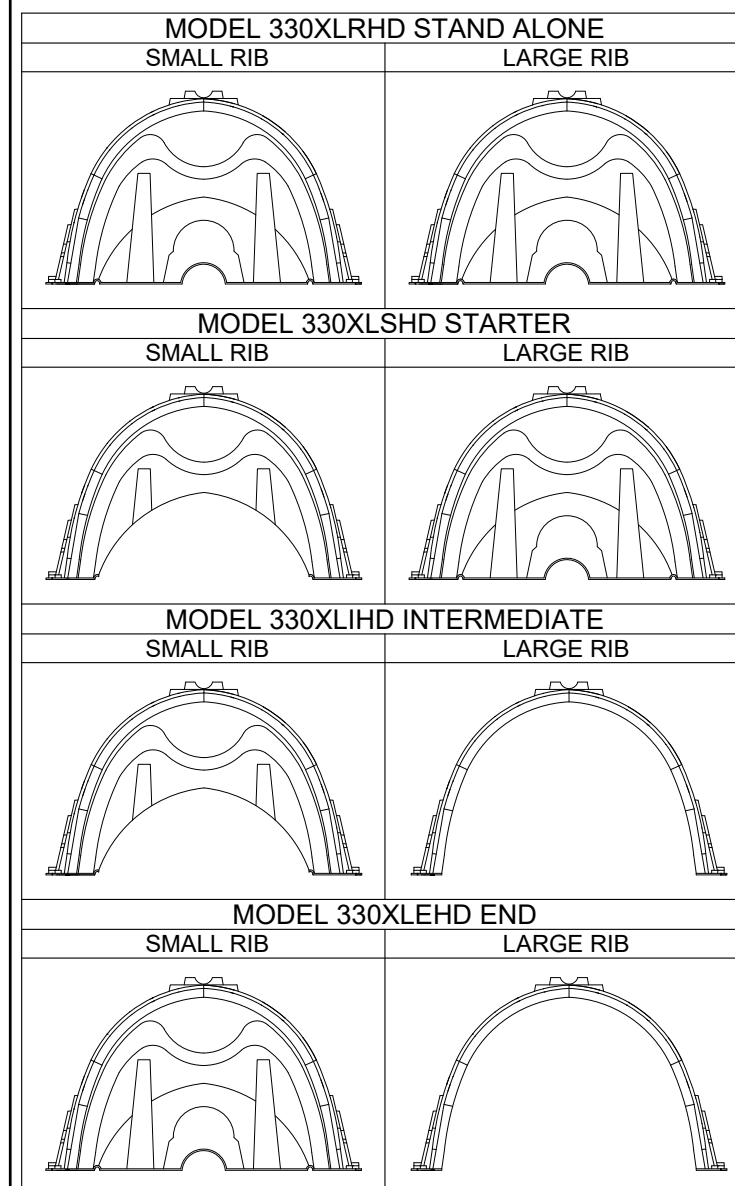 MODEL 330XLRHD STAND ALONE
SMALL RIB LARGE RIB
MODEL 330XLSHD STARTER
SMALL RIB LARGE RIB
MODEL 330XLIHD INTERMEDIATE
SMALL RIB LARGE RIB
MODEL 330XLEHD END
SMALL RIB LARGE RIB